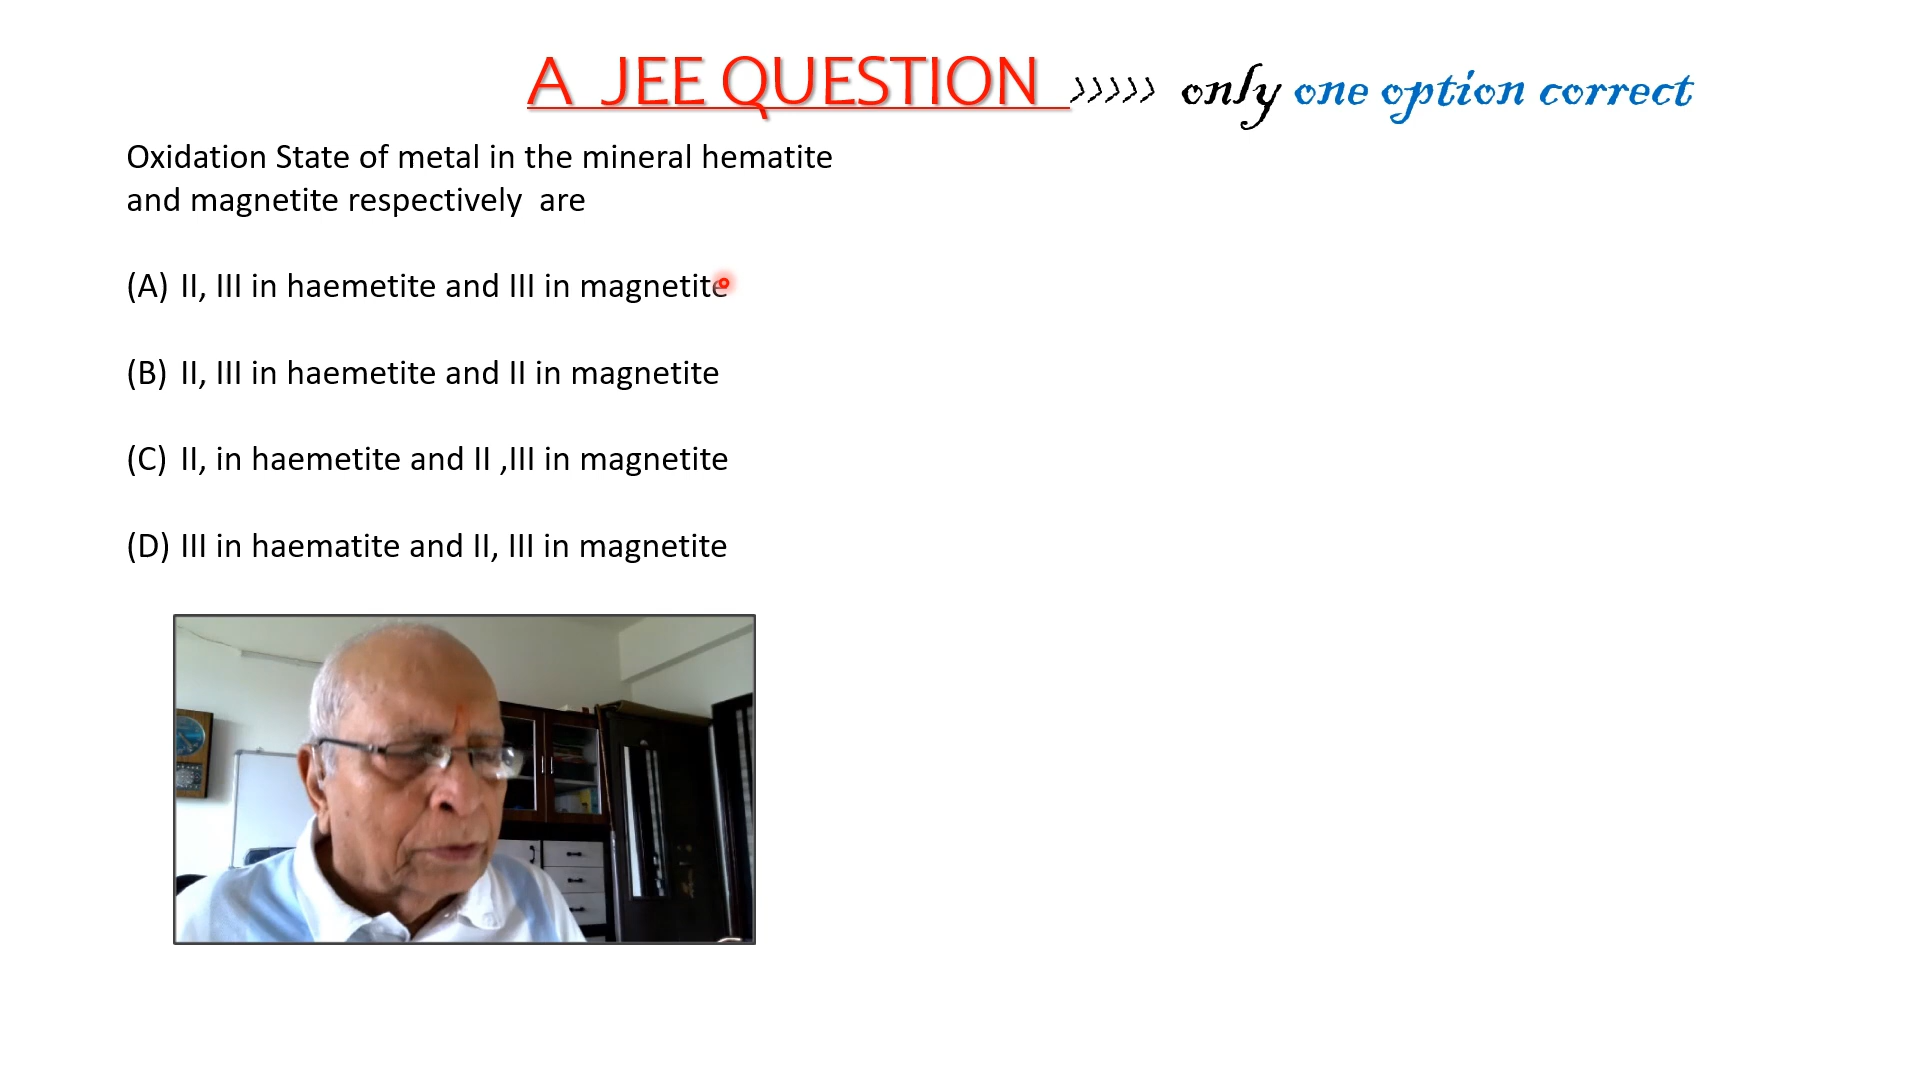 A JEE QUESTION >>>>> only one option correct
Oxidation State of metal in the mineral hematite
and magnetite respectively are
(A) II, III in haemetite and III in magnetite
(B) II, III in haemetite and II in magnetite
(C) II, in haemetite and II ,III in magnetite
(D) III in haematite and II, III in magnetite